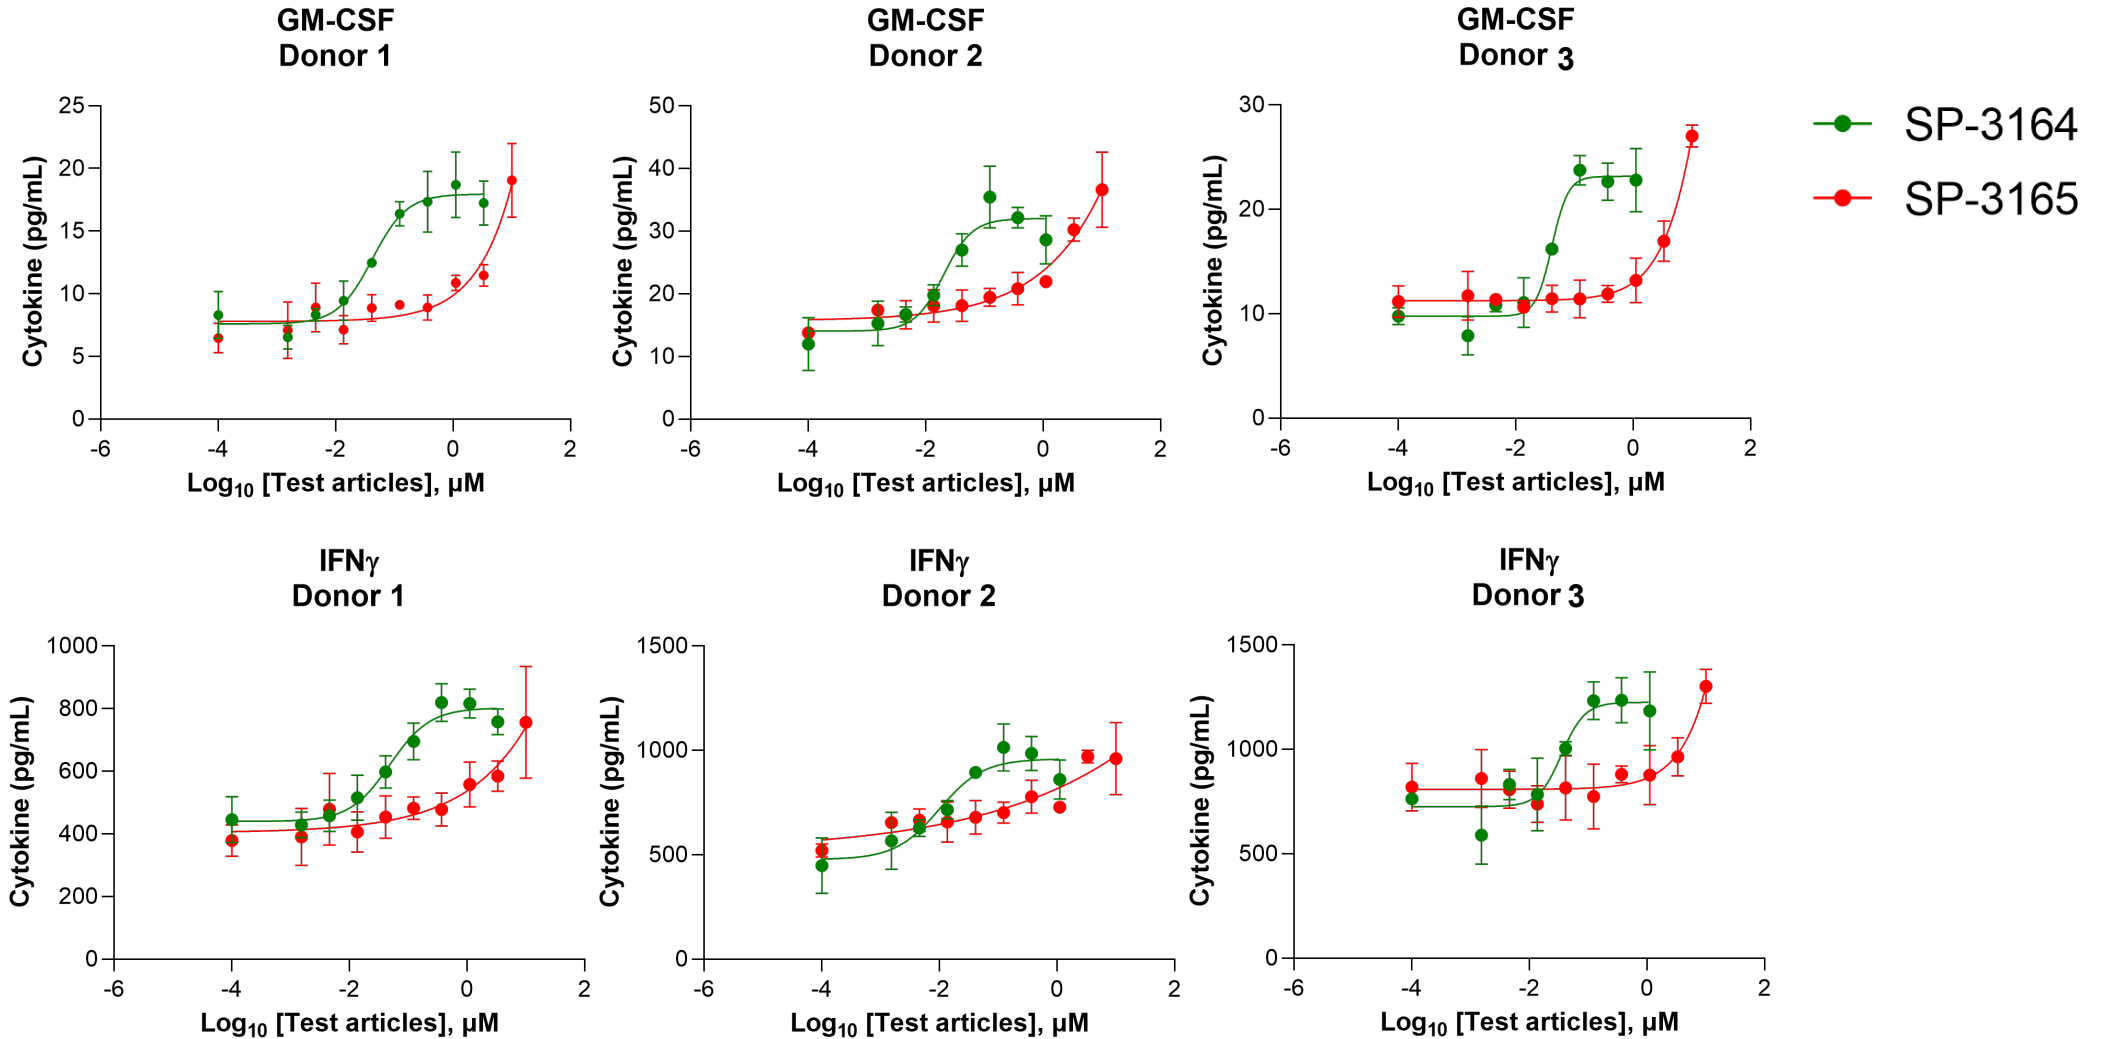 GM-CSF
Donor 1
25
20
15
10
5
0
-6
-4
-2
0
2
Cytokine (pg/mL)
Log10 [Test articles], µM
GM-CSF
Donor 2
50
40
30
20
10
0
-6
-4
-2
0
2
Cytokine (pg/mL)
Log10 [Test articles], µM
GM-CSF
Donor 3
30
20
10
0
-6
-4
-2
0
2
Cytokine (pg/mL)
Log10 [Test articles], µM
SP-3164
SP-3165
IFNγ
Donor 1
1000
800
600
400
200
0
-6
-4
-2
0
2
Cytokine (pg/mL)
Log10 [Test articles], µM
IFNγ
Donor 2
1500
1000
500
0
-6
-4
-2
0
2
Cytokine (pg/mL)
Log10 [Test articles], µM
IFNγ
Donor 3
1500
1000
500
0
-6
-4
-2
0
2
Cytokine (pg/mL)
Log10 [Test articles], µM